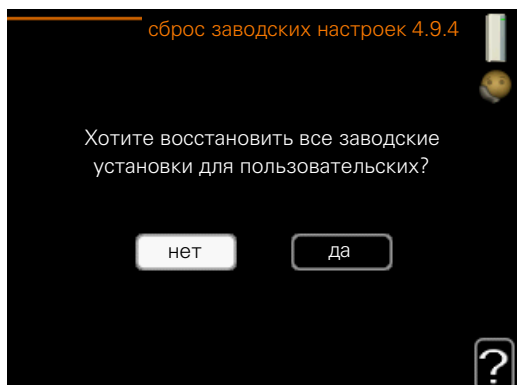 сброс заводских настроек 4.9.4
Хотите восстановить все заводские
установки для пользовательских?
нет
да
?